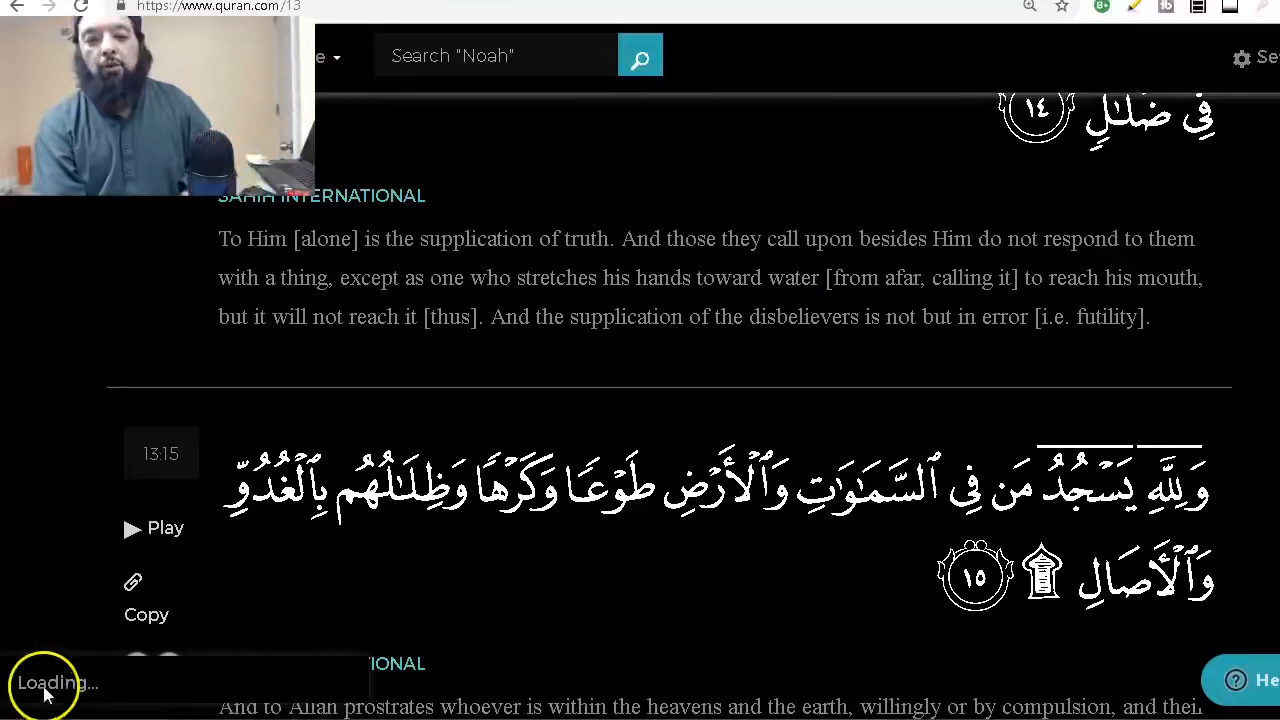 https://www.quran.com/13
e
Search "Noah"
Se
فِى ضَلَـٰلٍ ١٤
SAHIH INTERNATIONAL
To Him [alone] is the supplication of truth. And those they call upon besides Him do not respond to them
with a thing, except as one who stretches his hands toward water [from afar, calling it] to reach his mouth,
but it will not reach it [thus]. And the supplication of the disbelievers is not but in error [i.e. futility].
13:15
وَلِلَّهِ يَسْجُدُ مَن فِى ٱلسَّمَـٰوَٰتِ وَٱلْأَرْضِ طَوْعًا وَكَرْهًا وَظِلَـٰلُهُم بِٱلْغُدُوِّ
وَٱلْـَٔاصَالِ ۩ ١٥
Play
Copy
IONAL
Loading...
He
And to Allah prostrates whoever is within the heavens and the earth, willingly or by compulsion, and their